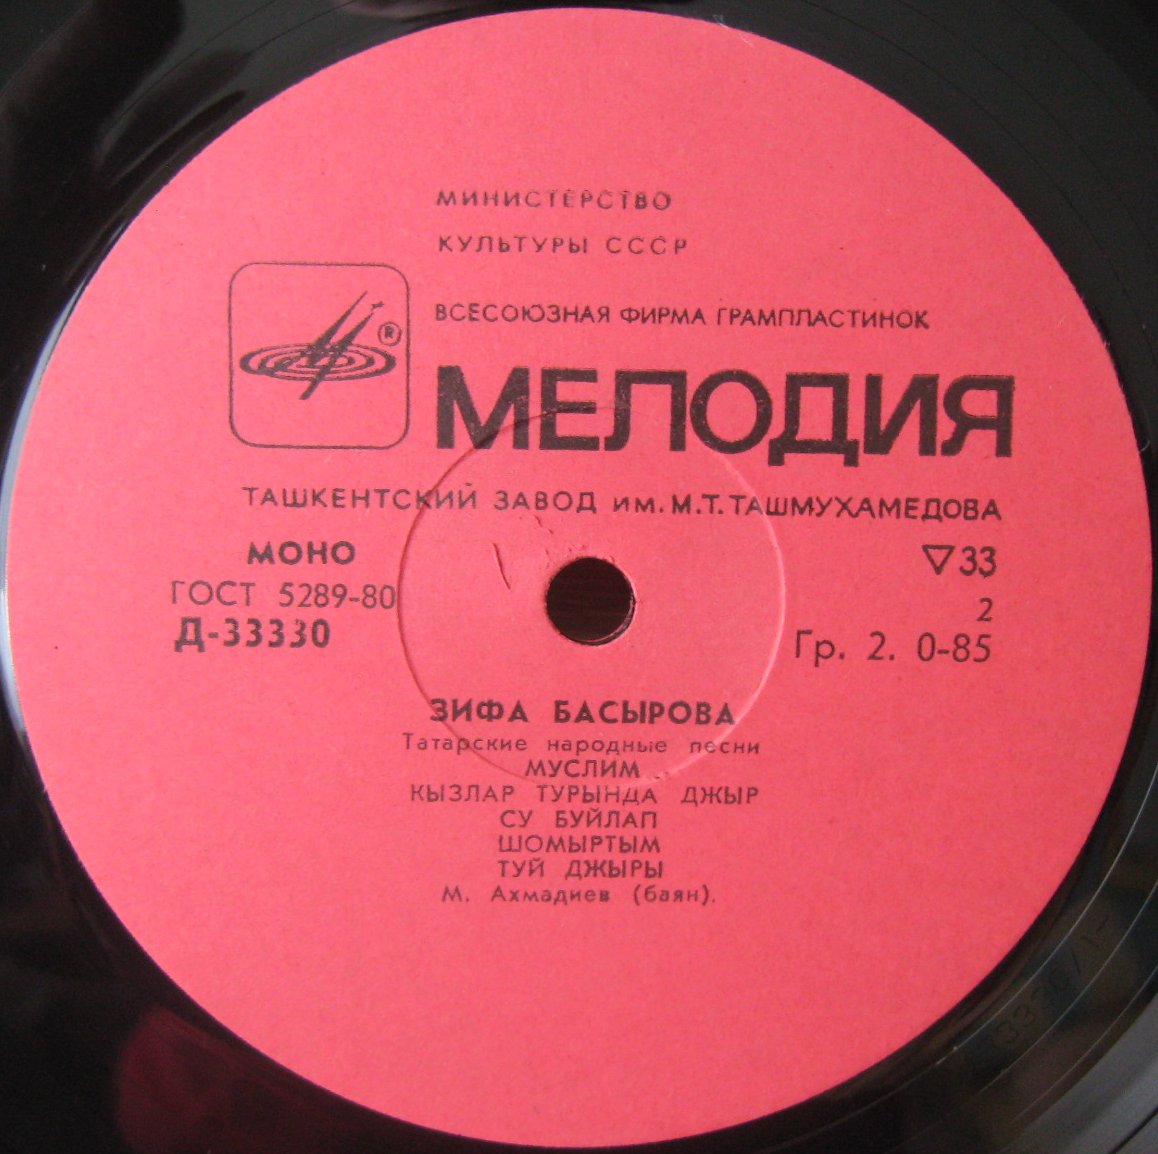 МИНИСТЕРСТВО
КУЛЬТУРЫ СССР
ВСЕСОЮЗНАЯ ФИРМА ГРАМПЛАСТИНОК
®
МЕЛОДИЯ
ТАШКЕНТСКИЙ ЗАВОД им. М.Т. ТАШМУХАМЕДОВА
МОНО
▽33
ГОСТ 5289-80
2
Д-33330
Гр. 2. 0-85
ЗИФА БАСЫРОВА
Татарские народные песни
МУСЛИМ
КЫЗЛАР ТУРЫНДА ДЖЫР
СУ БУЙЛАП
ШОМЫРТЫМ
ТУЙ ДЖЫРЫ
М. Ахмадиев (баян).